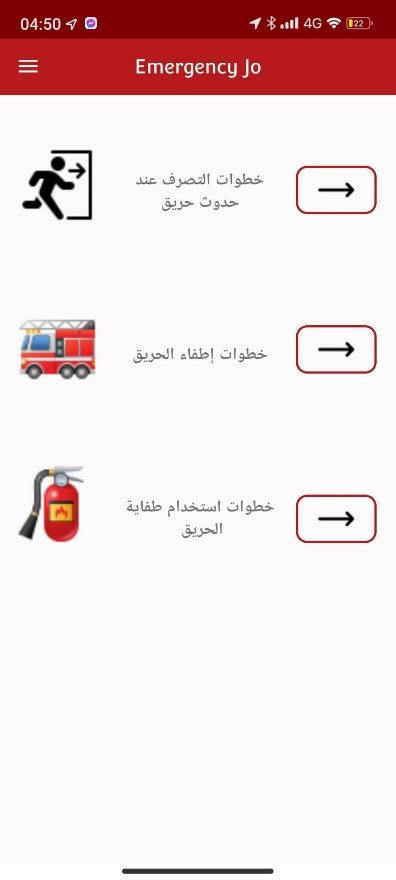 04:50
4G
22
Emergency Jo
خطوات التصرف عند
حدوث حريق
خطوات إطفاء الحريق
خطوات استخدام طفاية
الحريق